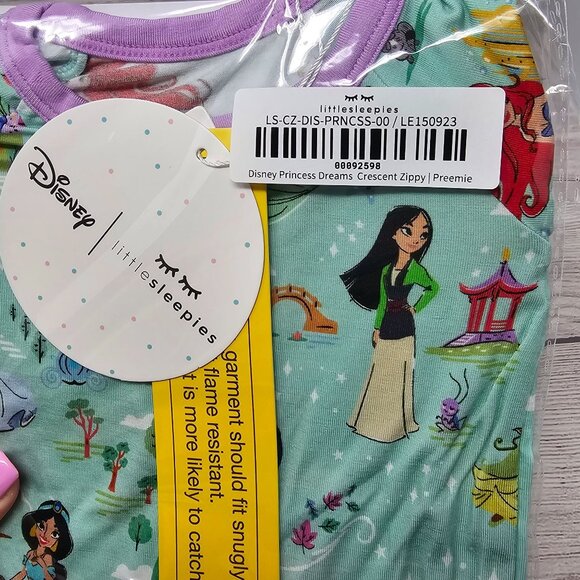 littlesleepies
LS-CZ-DIS-PRNCSS-00 / LE150923
00092598
Disney Princess Dreams Crescent Zippy | Preemie
Disney
littlesleepies
garment should fit snugly
flame resistant.
t is more likely to catch